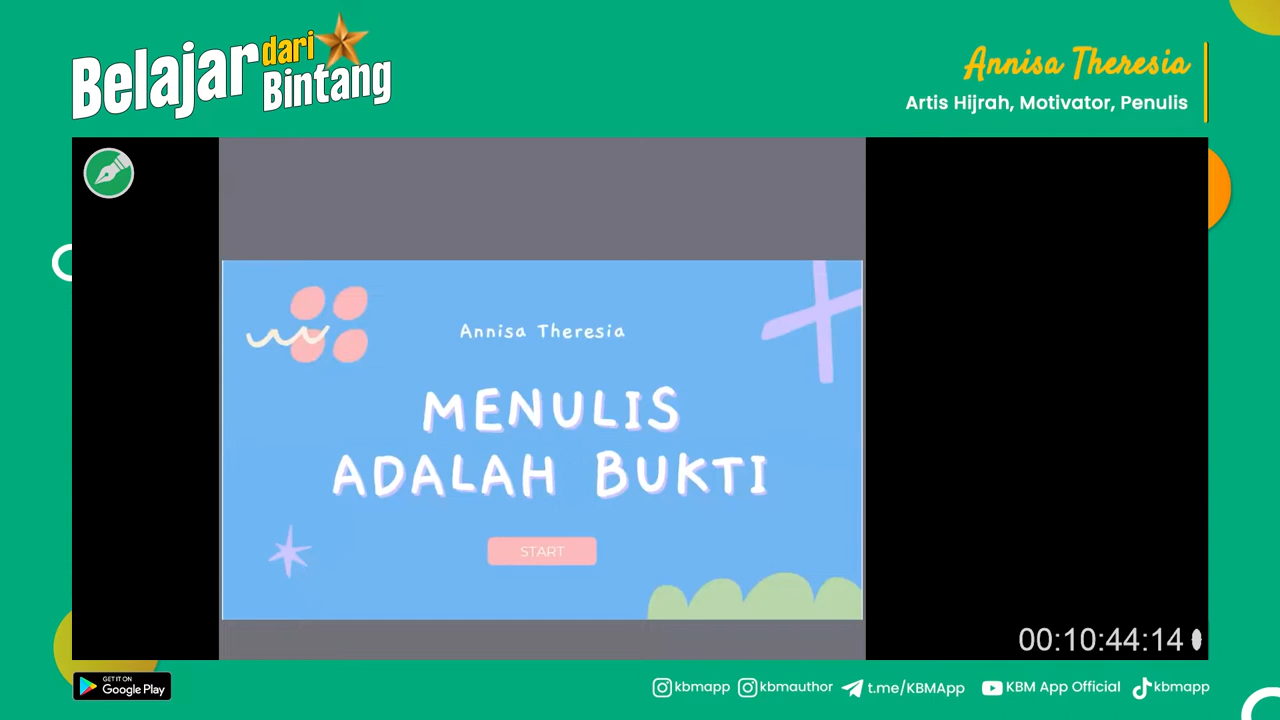 Belajar dari Bintang
Annisa Theresia
Artis Hijrah, Motivator, Penulis
Annisa Theresia
MENULIS
ADALAH BUKTI
START
00:10:44:14
GET IT ON
Google Play
kbmapp kbmauthor t.me/KBMApp KBM App Official kbmapp